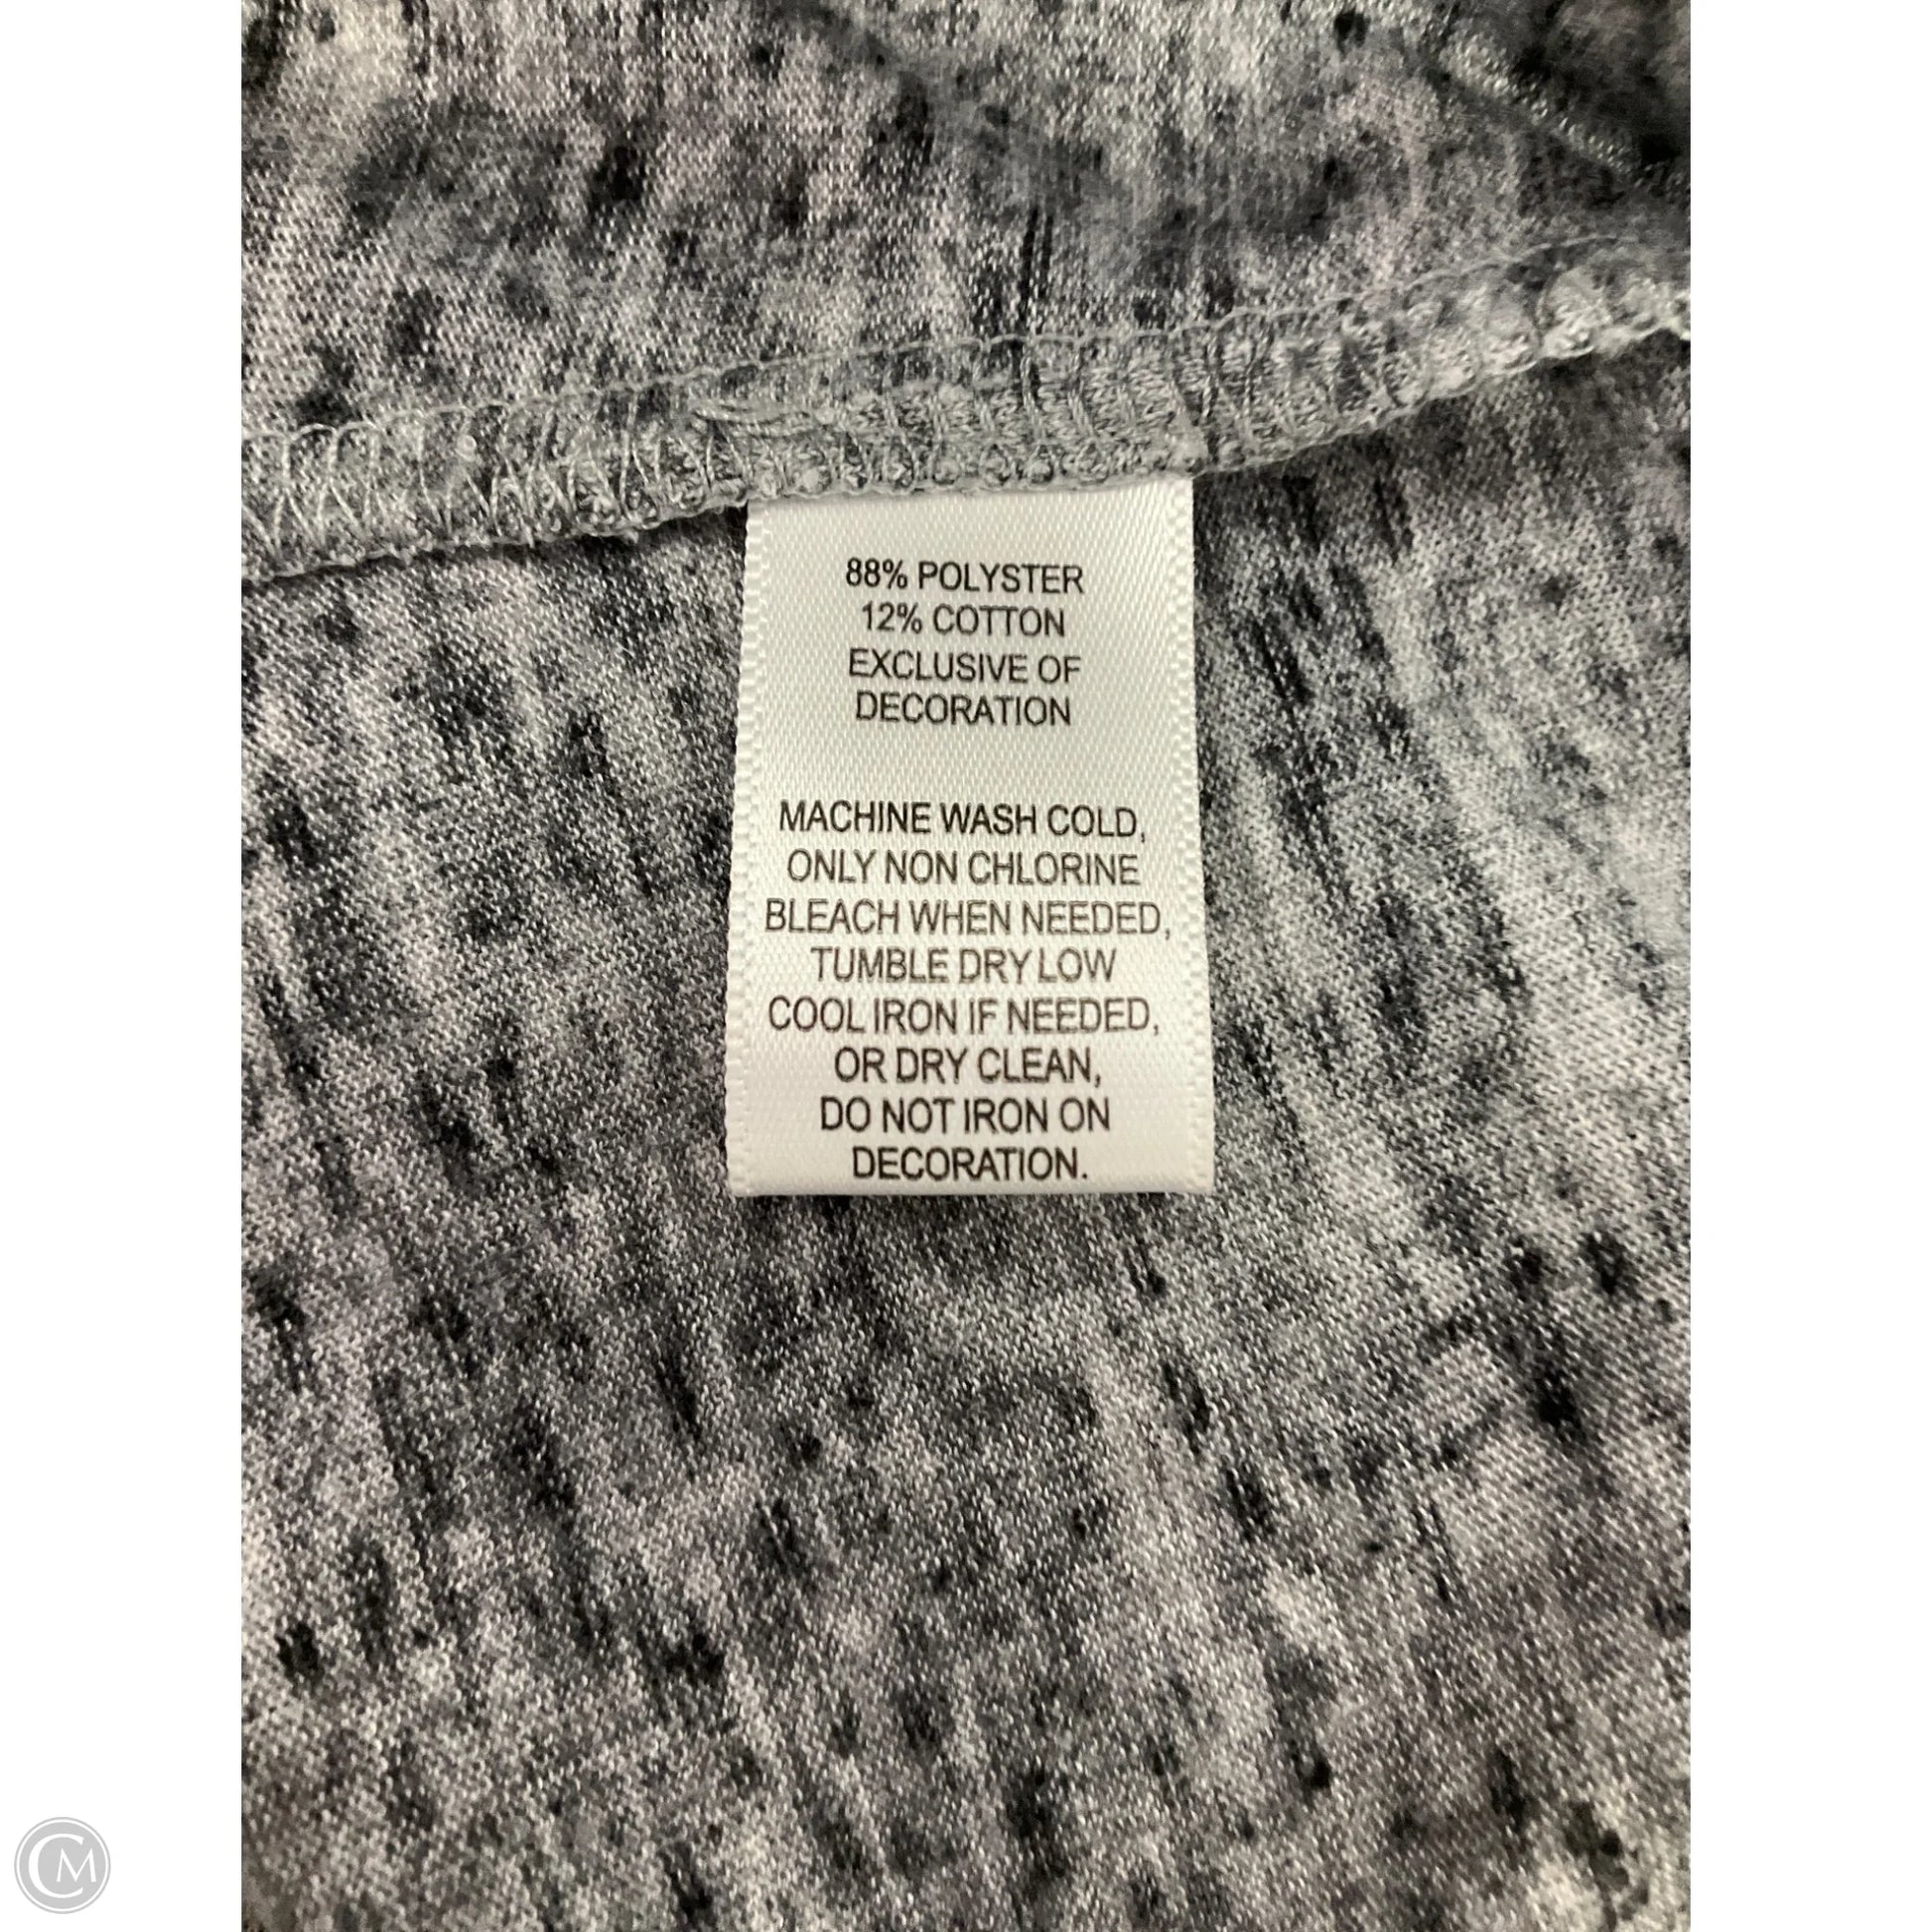 88% POLYSTER
12% COTTON
EXCLUSIVE OF
DECORATION
MACHINE WASH COLD,
ONLY NON CHLORINE
BLEACH WHEN NEEDED,
TUMBLE DRY LOW
COOL IRON IF NEEDED,
OR DRY CLEAN,
DO NOT IRON ON
DECORATION.
CM